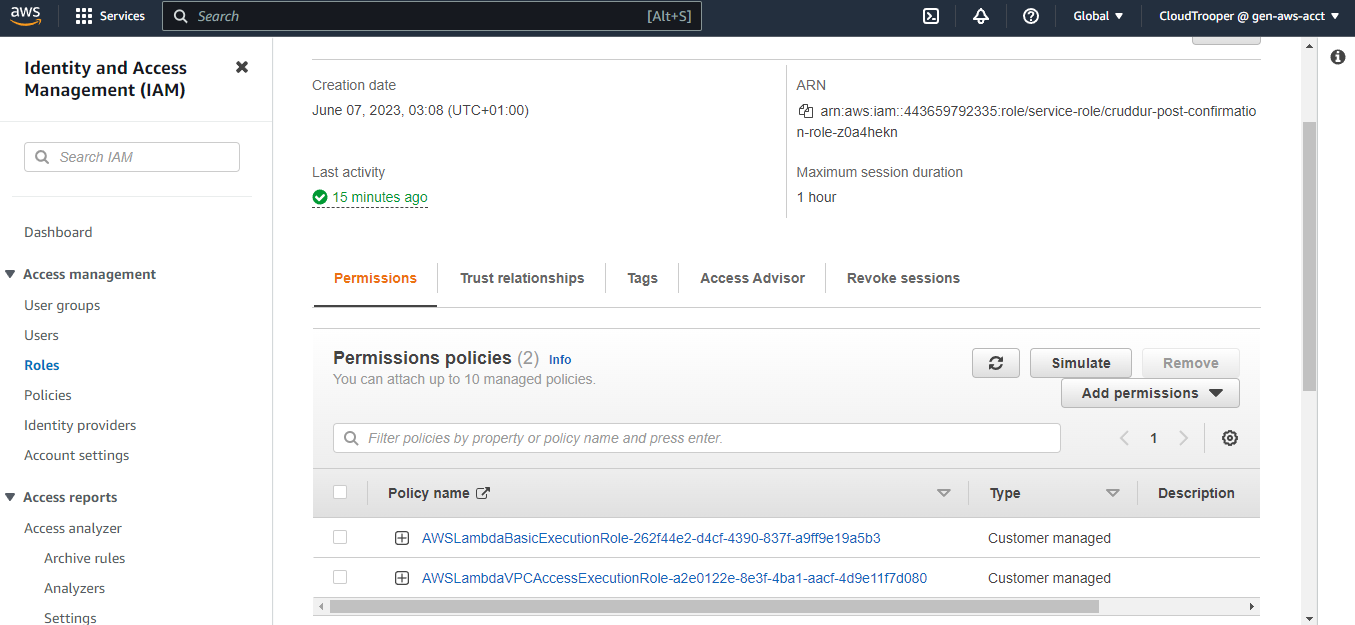 aws
Services
Search
[Alt+S]
Global
CloudTrooper @ gen-aws-acct
Identity and Access
Management (IAM)
Search IAM
Dashboard
Access management
User groups
Users
Roles
Policies
Identity providers
Account settings
Access reports
Access analyzer
Archive rules
Analyzers
Settings
Creation date
June 07, 2023, 03:08 (UTC+01:00)
ARN
arn:aws:iam::443659792335:role/service-role/cruddur-post-confirmatio
n-role-z0a4hekn
Last activity
15 minutes ago
Maximum session duration
1 hour
Permissions
Trust relationships
Tags
Access Advisor
Revoke sessions
Permissions policies (2) Info
You can attach up to 10 managed policies.
Simulate
Remove
Add permissions
Filter policies by property or policy name and press enter.
1
Policy name
Type
Description
AWSLambdaBasicExecutionRole-262f44e2-d4cf-4390-837f-a9ff9e19a5b3
Customer managed
AWSLambdaVPCAccessExecutionRole-a2e0122e-8e3f-4ba1-aacf-4d9e11f7d080
Customer managed